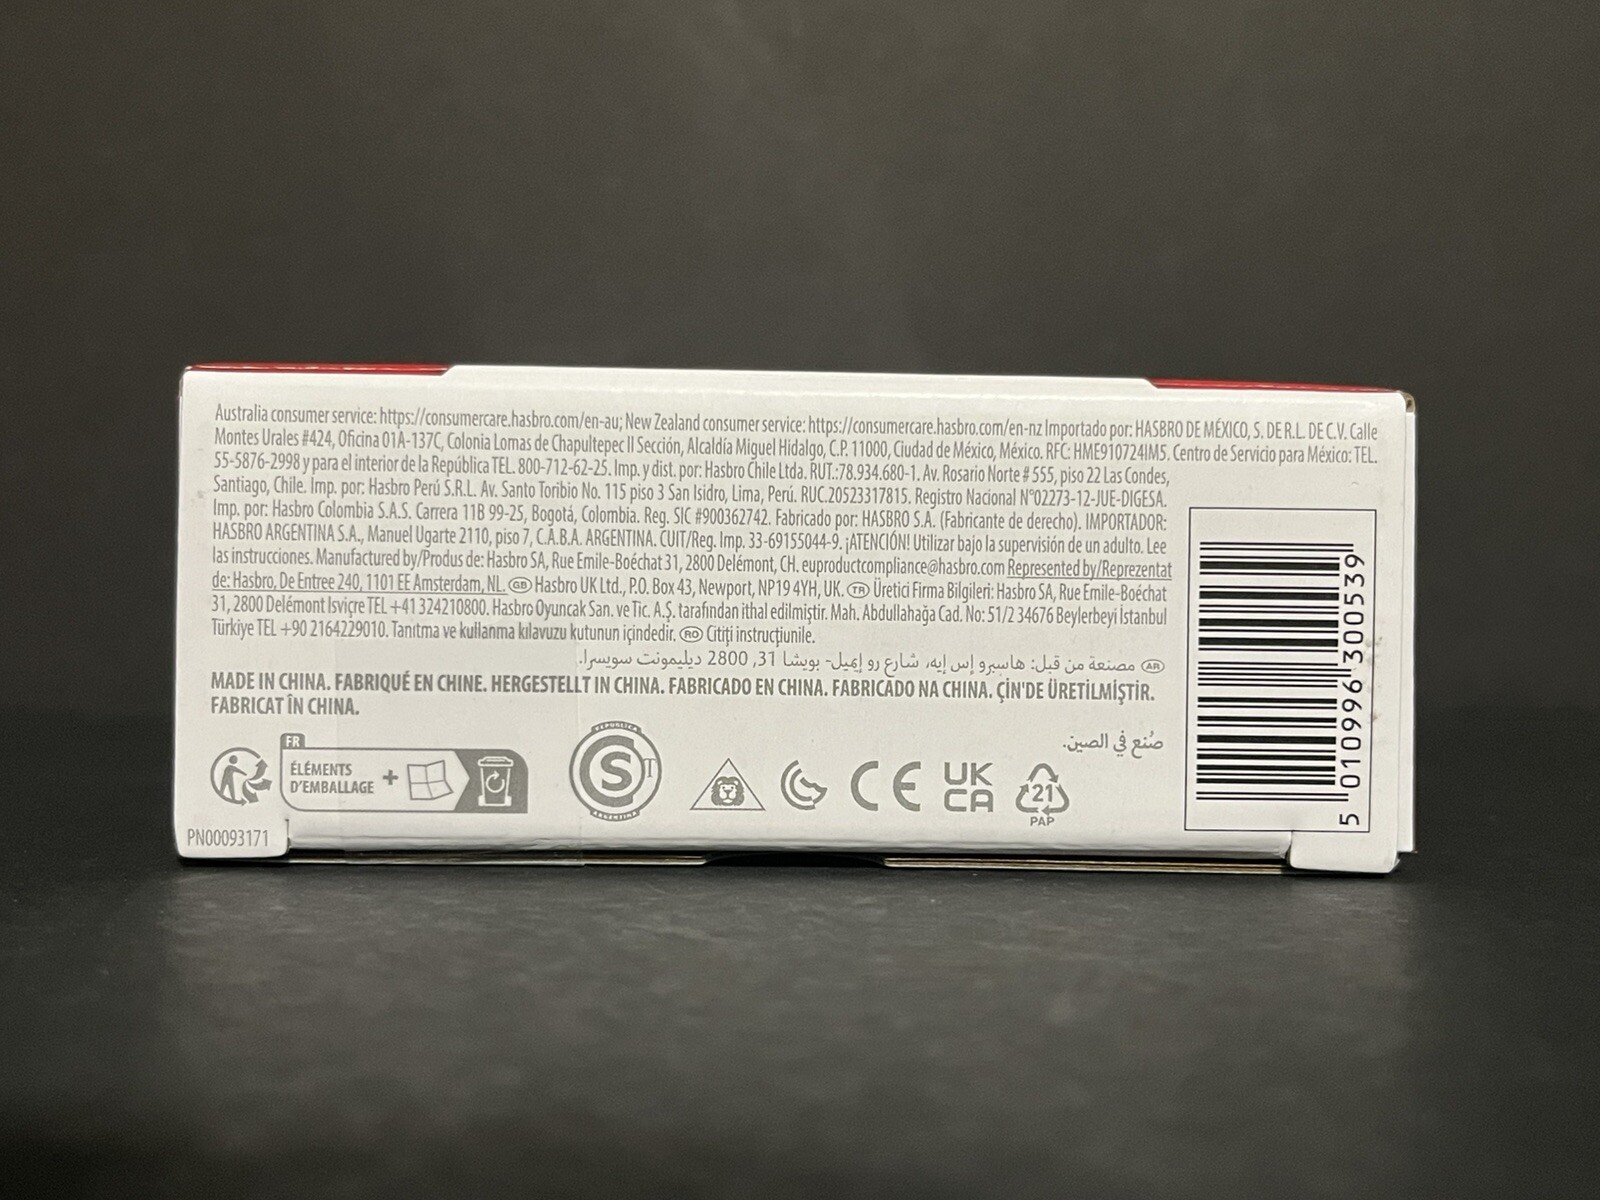 Australia consumer service: https://consumercare.hasbro.com/en-au; New Zealand consumer service: https://consumercare.hasbro.com/en-nz Importado por: HASBRO DE MÉXICO, S. DE R.L. DE C.V. Calle
Montes Urales #424, Oficina 01A-137C, Colonia Lomas de Chapultepec II Sección, Alcaldía Miguel Hidalgo, C.P. 11000, Ciudad de México, México. RFC: HME910724IM5. Centro de Servicio para México: TEL.
55-5876-2998 y para el interior de la República TEL. 800-712-62-25. Imp. y dist. por: Hasbro Chile Ltda. RUT.:78.934.680-1. Av. Rosario Norte # 555, piso 22 Las Condes,
Santiago, Chile. Imp. por: Hasbro Perú S.R.L. Av. Santo Toribio No. 115 piso 3 San Isidro, Lima, Perú. RUC.20523317815. Registro Nacional N°02273-12-JUE-DIGESA.
Imp. por: Hasbro Colombia S.A.S. Carrera 11B 99-25, Bogotá, Colombia. Reg. SIC #900362742. Fabricado por: HASBRO S.A. (Fabricante de derecho). IMPORTADOR:
HASBRO ARGENTINA S.A., Manuel Ugarte 2110, piso 7, C.A.B.A. ARGENTINA. CUIT/Reg. Imp. 33-69155044-9. ¡ATENCIÓN! Utilizar bajo la supervisión de un adulto. Lee
las instrucciones. Manufactured by/Produs de: Hasbro SA, Rue Emile-Boéchat 31, 2800 Delémont, CH. euproductcompliance@hasbro.com Represented by/Reprezentat
de: Hasbro, De Entree 240, 1101 EE Amsterdam, NL. GB Hasbro UK Ltd., P.O. Box 43, Newport, NP19 4YH, UK. TR Üretici Firma Bilgileri: Hasbro SA, Rue Emile-Boéchat
31, 2800 Delémont Isviçre TEL +41 324210800. Hasbro Oyuncak San. ve Tic. A.Ş. tarafından ithal edilmiştir. Mah. Abdullahağa Cad. No: 51/2 34676 Beylerbeyi İstanbul
Türkiye TEL +90 2164229010. Tanıtma ve kullanma kılavuzu kutunun içindedir. RO Citiți instrucțiunile.
AR مصنعة من قبل: هاسبرو إس إيه، شارع رو إيميل- بويشا 31, 2800 ديليمونت سويسرا.
MADE IN CHINA. FABRIQUÉ EN CHINE. HERGESTELLT IN CHINA. FABRICADO EN CHINA. FABRICADO NA CHINA. ÇİN'DE ÜRETİLMİŞTİR.
FABRICAT ÎN CHINA.
صُنع في الصين.
FR
ÉLÉMENTS
D'EMBALLAGE +
REPUBLICA
S T
ARGENTINA
CE
UK
CA
21
PAP
PN00093171
5 010996 300539